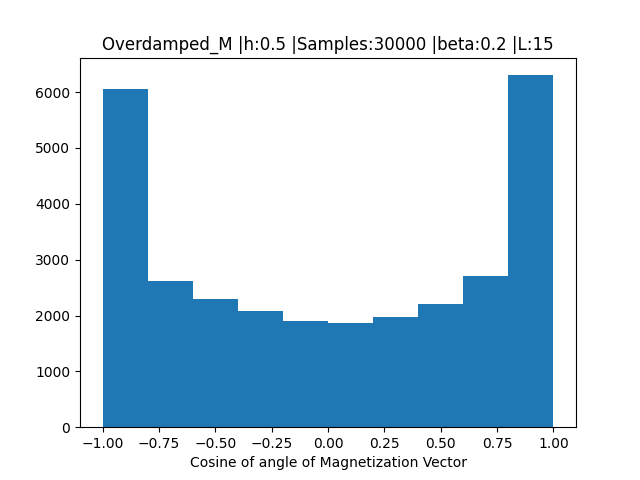 Overdamped_M |h:0.5 |Samples:30000 |beta:0.2 |L:15
6000
5000
4000
3000
2000
1000
0
−1.00 −0.75 −0.50 −0.25 0.00 0.25 0.50 0.75 1.00
Cosine of angle of Magnetization Vector